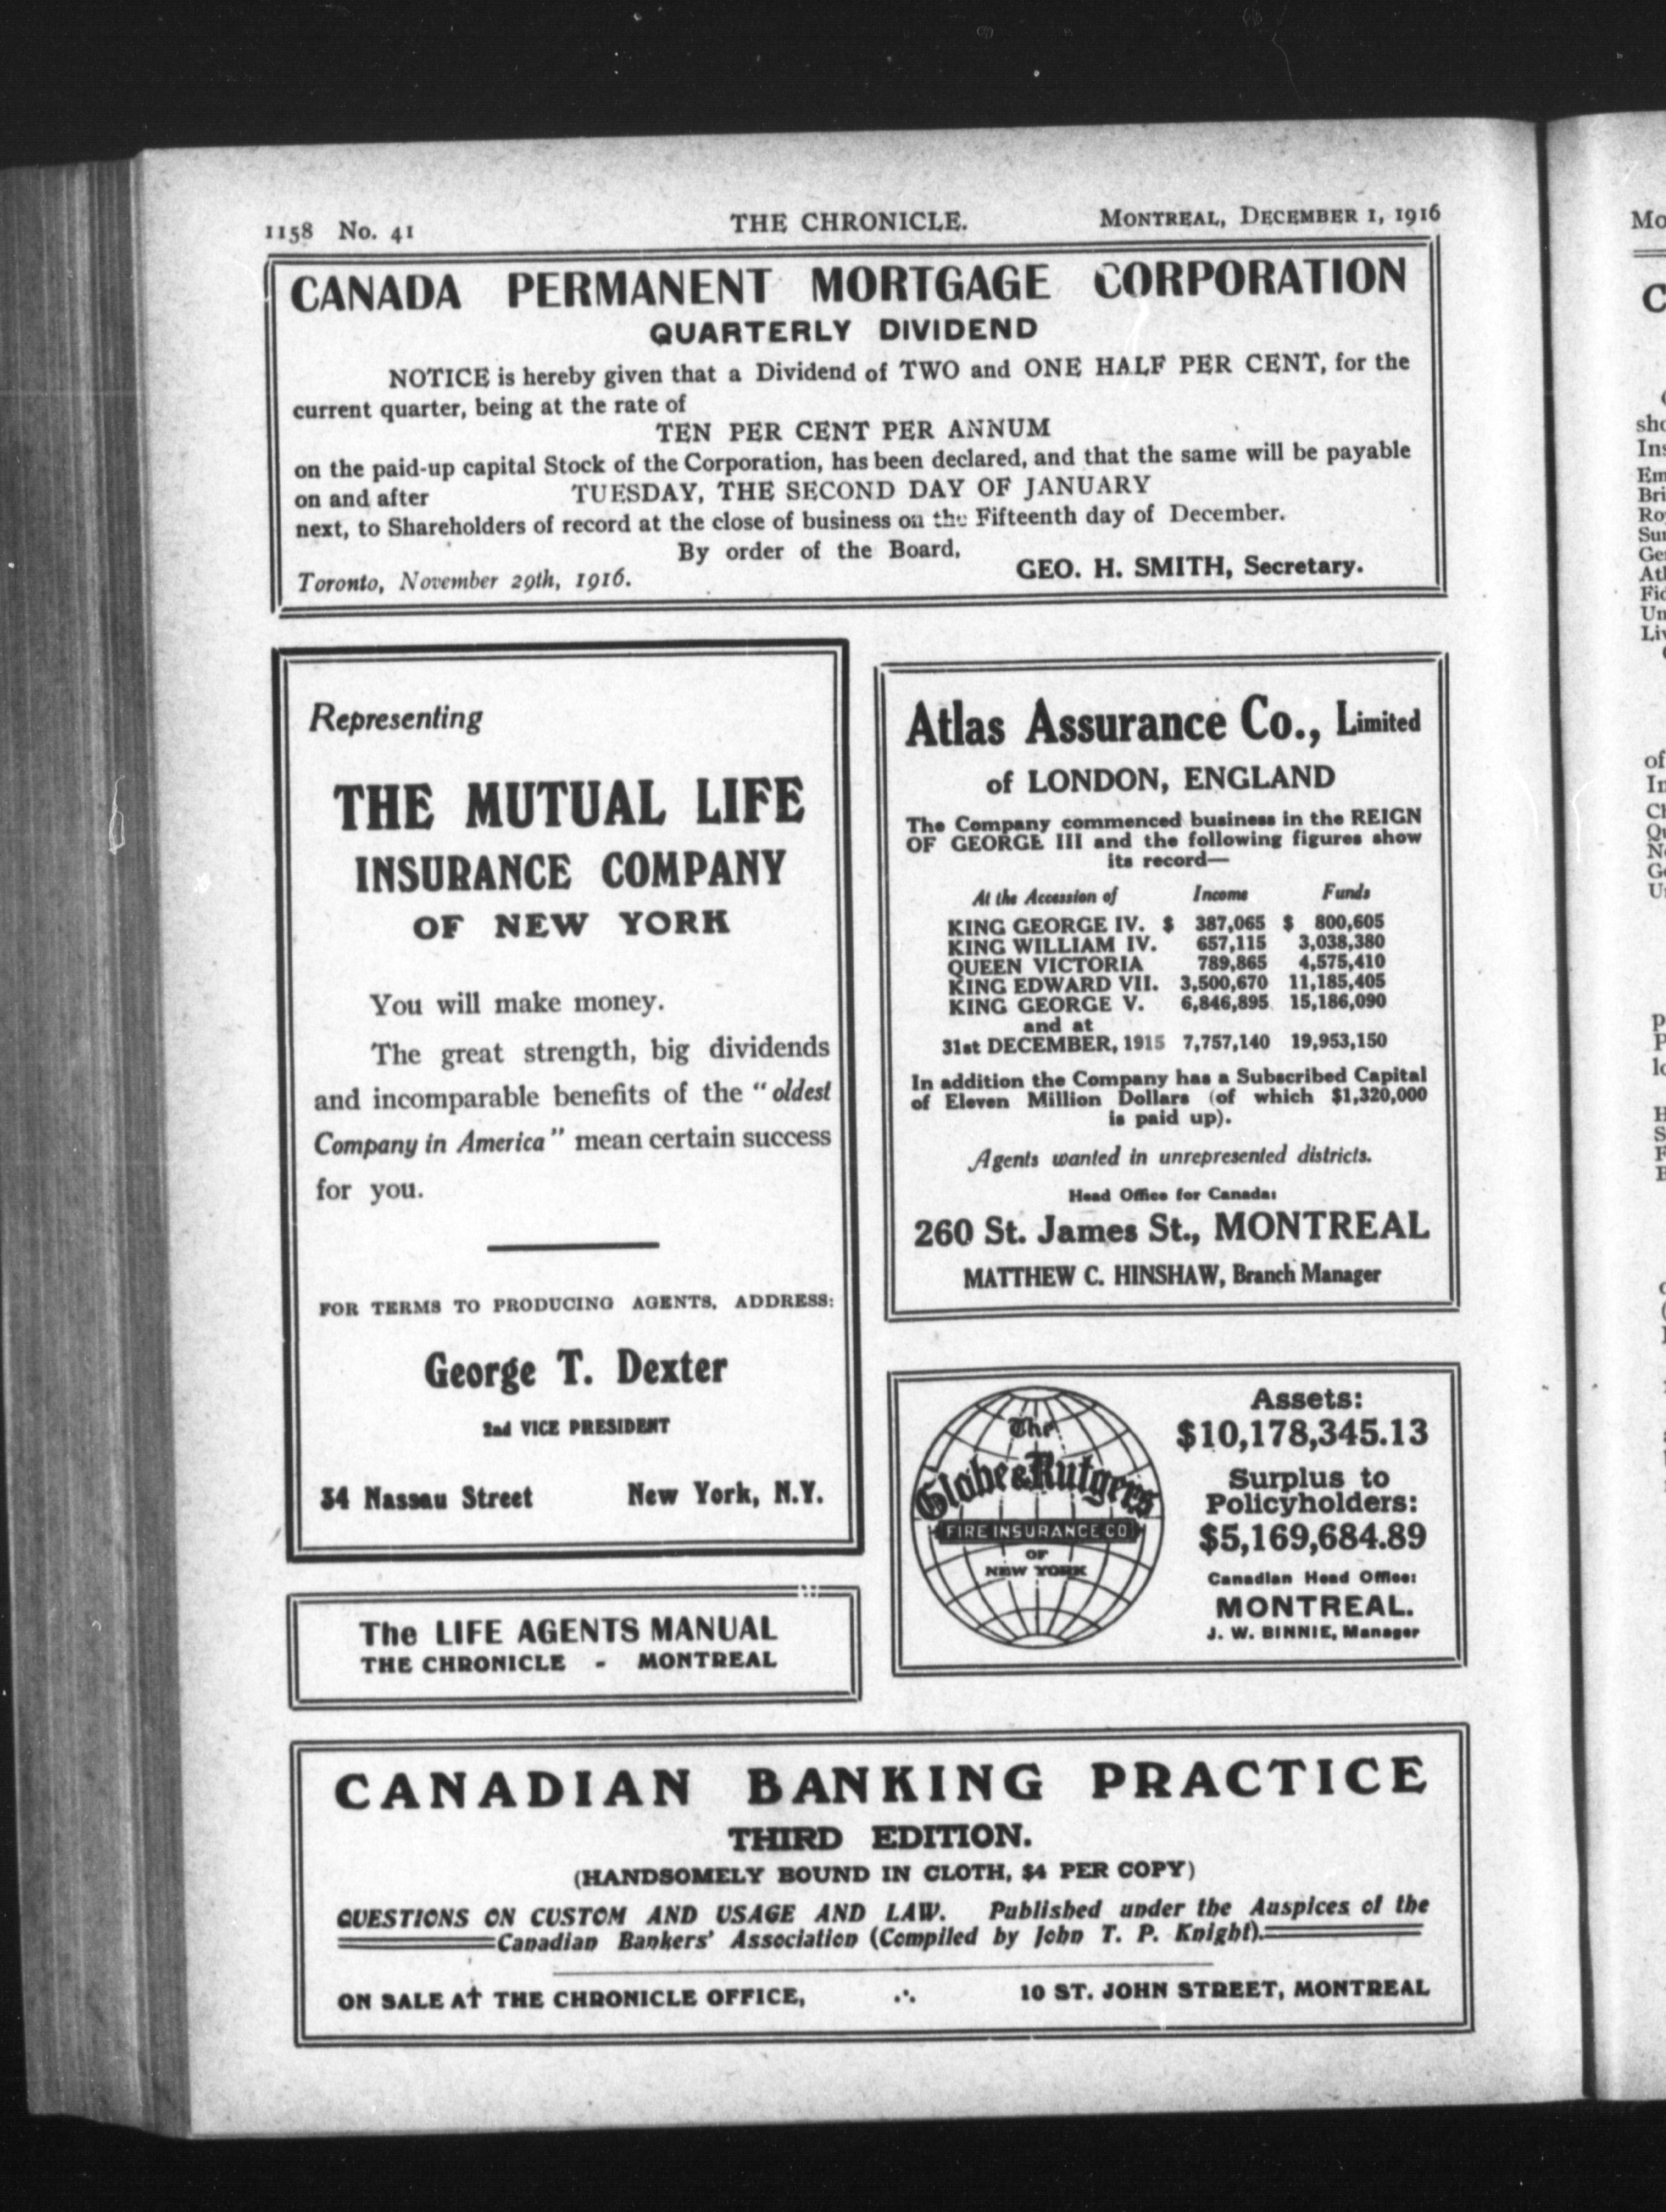 1158 No. 41 THE CHRONICLE. MONTREAL, DECEMBER 1, 1916
CANADA PERMANENT MORTGAGE CORPORATION
QUARTERLY DIVIDEND
NOTICE is hereby given that a Dividend of TWO and ONE HALF PER CENT, for the
current quarter, being at the rate of
TEN PER CENT PER ANNUM
on the paid-up capital Stock of the Corporation, has been declared, and that the same will be payable
on and after TUESDAY, THE SECOND DAY OF JANUARY
next, to Shareholders of record at the close of business on the Fifteenth day of December.
By order of the Board,
Toronto, November 29th, 1916. GEO. H. SMITH, Secretary.
Representing
THE MUTUAL LIFE
INSURANCE COMPANY
OF NEW YORK
You will make money.
The great strength, big dividends
and incomparable benefits of the "oldest
Company in America" mean certain success
for you.
FOR TERMS TO PRODUCING AGENTS, ADDRESS:
George T. Dexter
2nd VICE PRESIDENT
34 Nassau Street New York, N.Y.
The LIFE AGENTS MANUAL
THE CHRONICLE - MONTREAL
Atlas Assurance Co., Limited
of LONDON, ENGLAND
The Company commenced business in the REIGN
OF GEORGE III and the following figures show
its record—
At the Accession of Income Funds
KING GEORGE IV. $ 387,065 $ 800,605
KING WILLIAM IV. 657,115 3,038,380
QUEEN VICTORIA 789,865 4,575,410
KING EDWARD VII. 3,500,670 11,185,405
KING GEORGE V. 6,846,895 15,186,090
and at
31st DECEMBER, 1915 7,757,140 19,953,150
In addition the Company has a Subscribed Capital
of Eleven Million Dollars (of which $1,320,000
is paid up).
Agents wanted in unrepresented districts.
Head Office for Canada:
260 St. James St., MONTREAL
MATTHEW C. HINSHAW, Branch Manager
The
Globe & Rutgers
FIRE INSURANCE CO
OF
NEW YORK
Assets:
$10,178,345.13
Surplus to
Policyholders:
$5,169,684.89
Canadian Head Office:
MONTREAL.
J. W. BINNIE, Manager
CANADIAN BANKING PRACTICE
THIRD EDITION.
(HANDSOMELY BOUND IN CLOTH, $4 PER COPY)
QUESTIONS ON CUSTOM AND USAGE AND LAW. Published under the Auspices of the
Canadian Bankers' Association (Compiled by John T. P. Knight).
ON SALE AT THE CHRONICLE OFFICE, ∴ 10 ST. JOHN STREET, MONTREAL